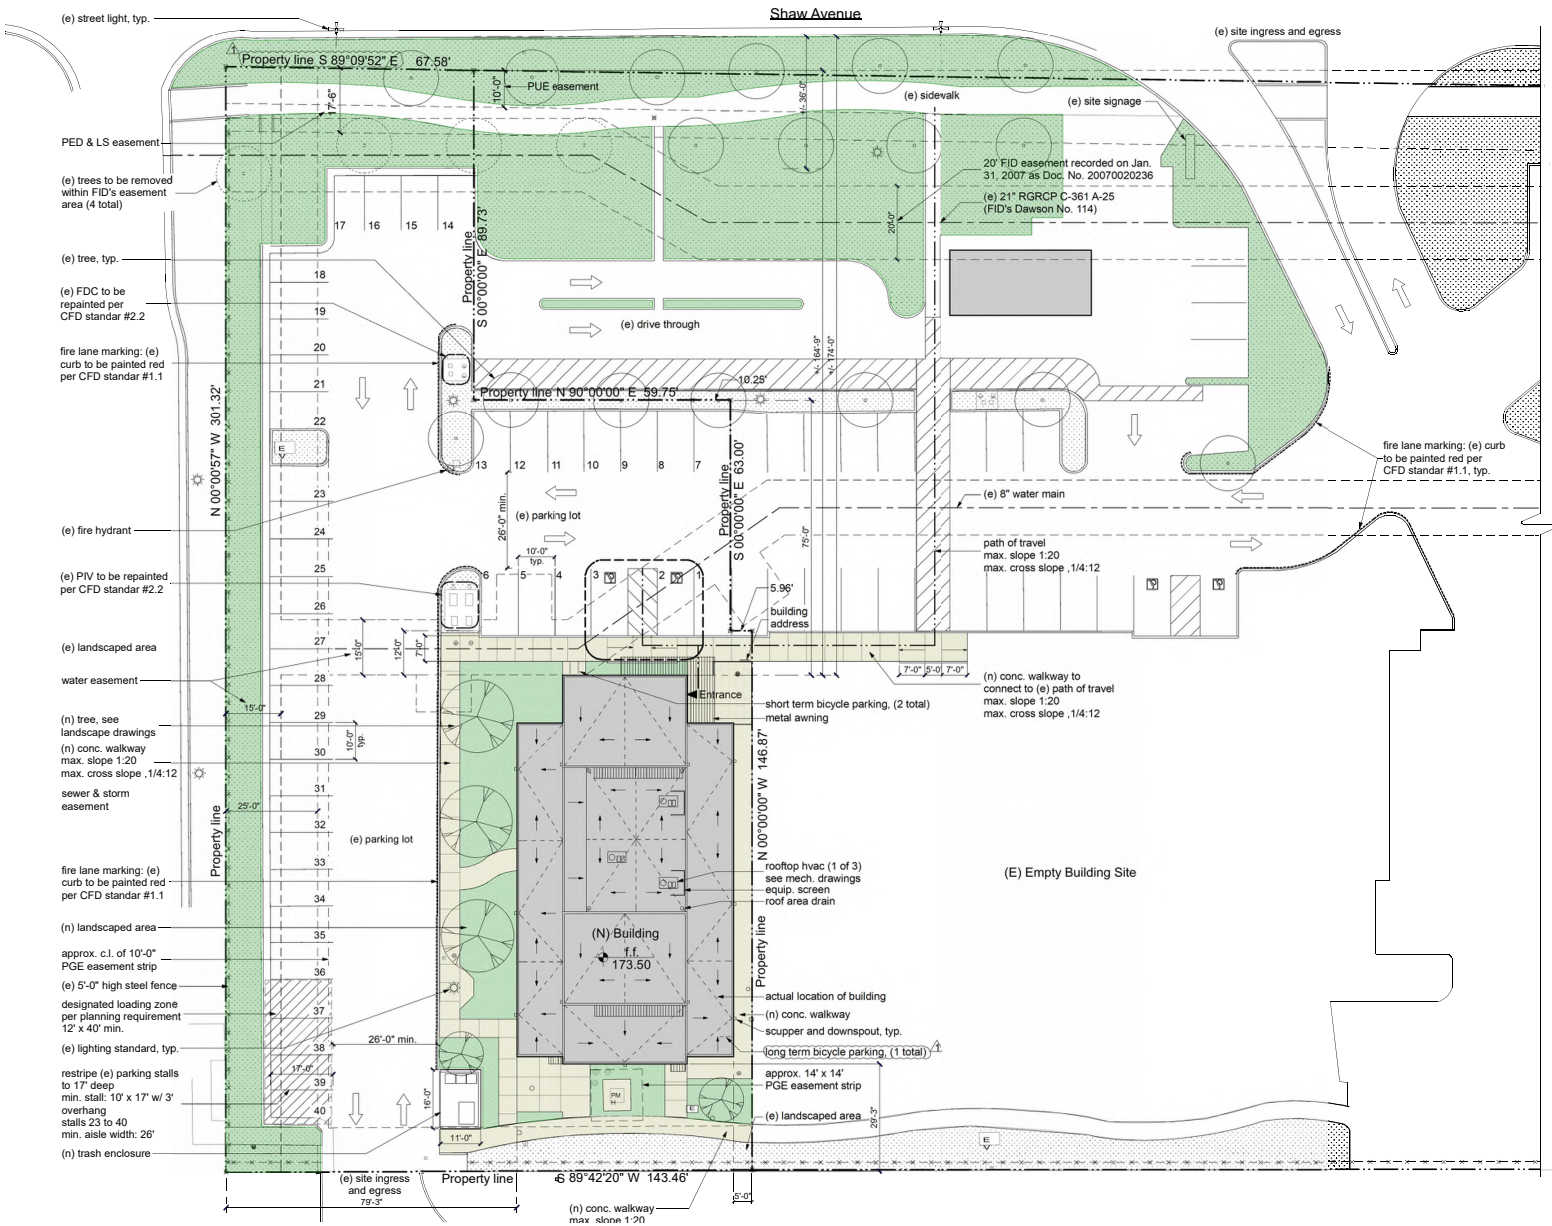 Shaw Avenue
(e) street light, typ.
(e) site ingress and egress
Property line S 89°09'52" E 67.58'
10'-0"
PUE easement
17'-6"
+/- 36'-0"
(e) sidevalk
(e) site signage
PED & LS easement
20' FID easement recorded on Jan.
31, 2007 as Doc. No. 20070020236
(e) trees to be removed
within FID's easement
area (4 total)
(e) 21" RGRCP C-361 A-25
(FID's Dawson No. 114)
20'-0"
17 16 15 14
Property line
S 00°00'00" E 89.73'
(e) tree, typ.
18
(e) FDC to be
repainted per
CFD standar #2.2
19
(e) drive through
+/- 164'-9"
+/- 174'-0"
fire lane marking: (e)
curb to be painted red
per CFD standar #1.1
20
21
10.25'
Property line N 90°00'00" E 59.75'
N 00°00'57" W 301.32'
22
E
13 12 11 10 9 8 7
Property line
S 00°00'00" E 63.00'
fire lane marking: (e) curb
to be painted red per
CFD standar #1.1, typ.
23
(e) 8" water main
26'-0" min.
(e) parking lot
(e) fire hydrant
24
75'-0"
path of travel
max. slope 1:20
max. cross slope ,1/4:12
10'-0"
typ.
25
6 5 4 3 2 1
(e) PIV to be repainted
per CFD standar #2.2
5.96'
26
building
address
27
(e) landscaped area
15'-0"
12'-0"
7'-0"
7'-0" 5'-0" 7'-0"
water easement
28
(n) conc. walkway to
connect to (e) path of travel
max. slope 1:20
max. cross slope ,1/4:12
Entrance
short term bicycle parking, (2 total)
metal awning
15'-0"
29
(n) tree, see
landscape drawings
10'-0"
typ.
(n) conc. walkway
max. slope 1:20
max. cross slope ,1/4:12
30
N 00°00'00" W 146.87'
31
sewer & storm
easement
25'-0"
32
Property line
(e) parking lot
33
rooftop hvac (1 of 3)
see mech. drawings
equip. screen
roof area drain
(E) Empty Building Site
fire lane marking: (e)
curb to be painted red
per CFD standar #1.1
34
(n) landscaped area
35
(N) Building
f.f.
173.50
Property line
approx. c.l. of 10'-0"
PGE easement strip
36
(e) 5'-0" high steel fence
actual location of building
designated loading zone
per planning requirement
12' x 40' min.
37
(n) conc. walkway
scupper and downspout, typ.
26'-0" min.
(e) lighting standard, typ.
38
long term bicycle parking, (1 total)
17'-0"
restripe (e) parking stalls
to 17' deep
min. stall: 10' x 17' w/ 3'
overhang
stalls 23 to 40
min. aisle width: 26'
39
approx. 14' x 14'
PGE easement strip
16'-0"
PM
H
E
40
29'-3"
(e) landscaped area
11'-0"
E
(n) trash enclosure
(e) site ingress
and egress
79'-3"
Property line
S 89°42'20" W 143.46'
5'-0"
(n) conc. walkway
max. slope 1:20